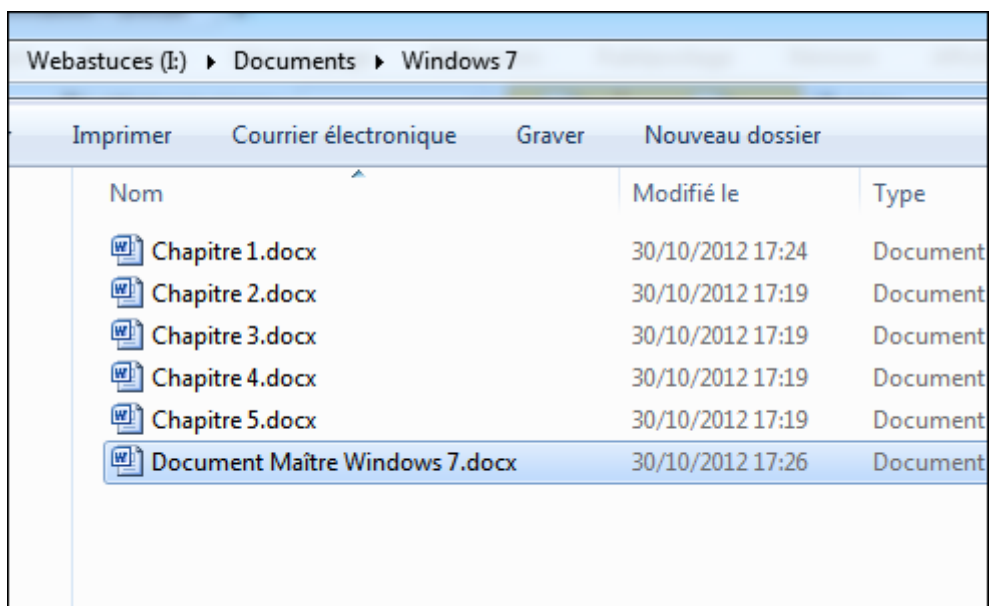 Webastuces (I:) ▸ Documents ▸ Windows 7
Imprimer Courrier électronique Graver Nouveau dossier
Nom Modifié le Type
Chapitre 1.docx 30/10/2012 17:24 Document
Chapitre 2.docx 30/10/2012 17:19 Document
Chapitre 3.docx 30/10/2012 17:19 Document
Chapitre 4.docx 30/10/2012 17:19 Document
Chapitre 5.docx 30/10/2012 17:19 Document
Document Maître Windows 7.docx 30/10/2012 17:26 Document